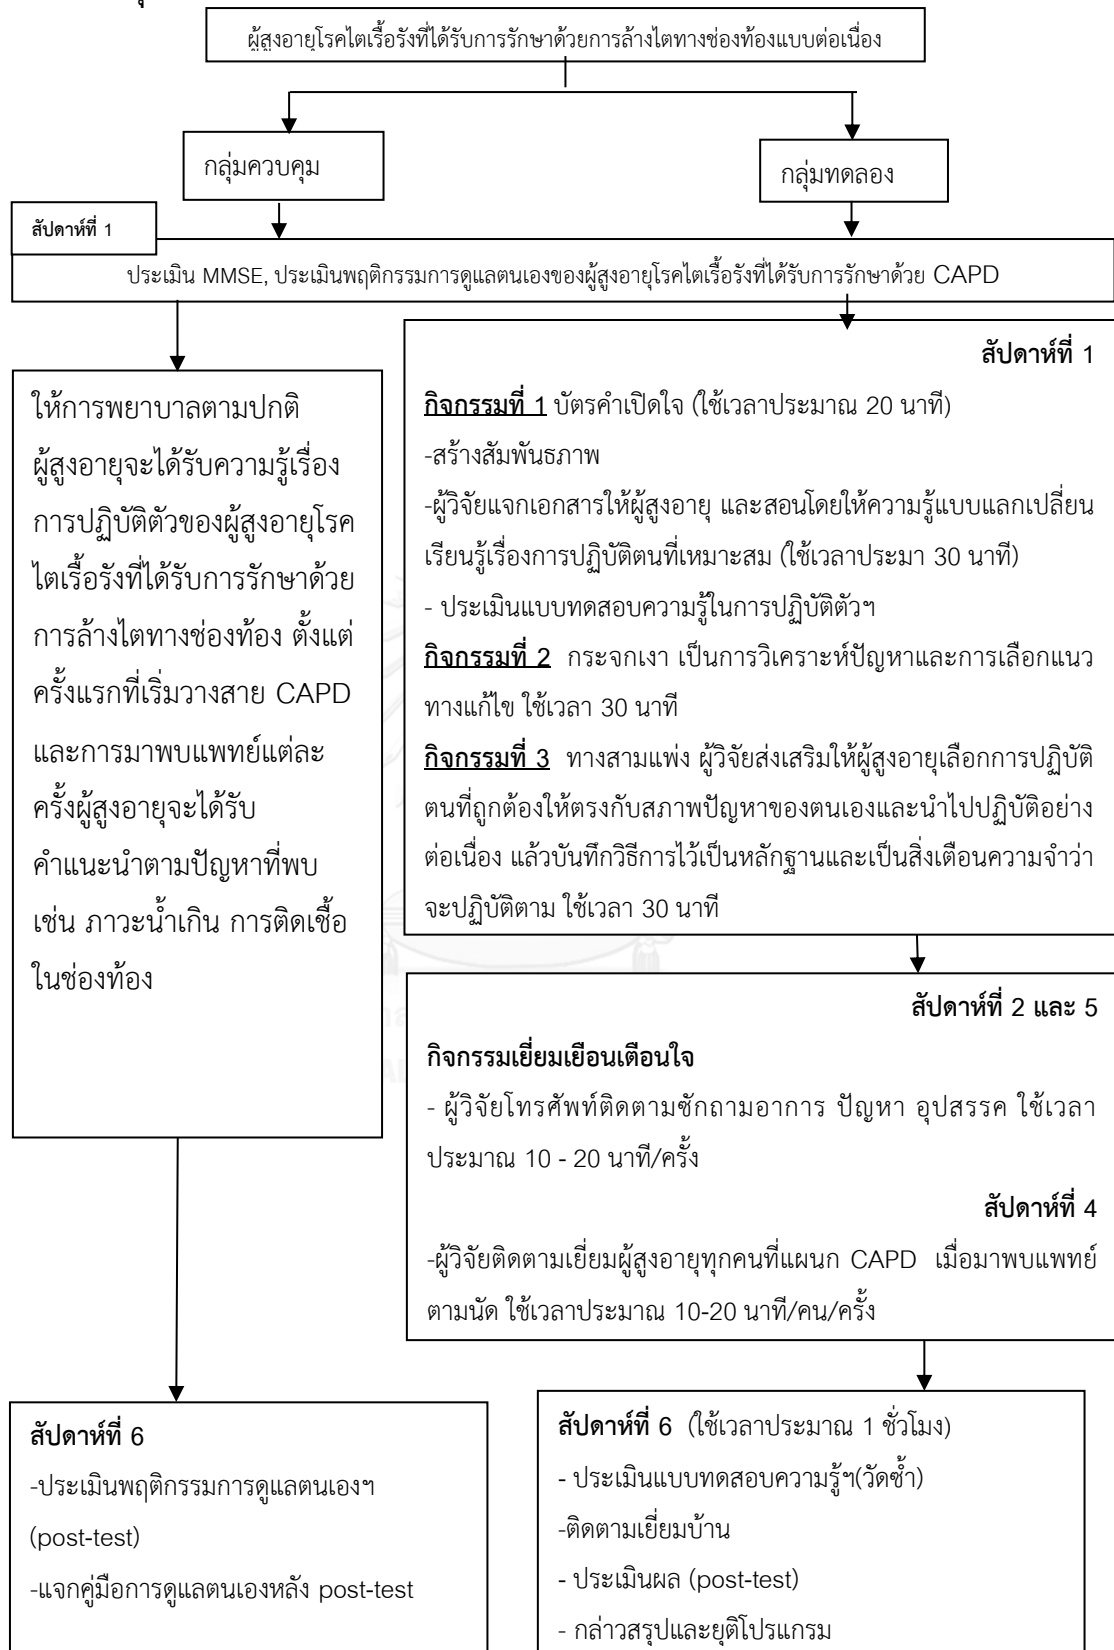 ผู้สูงอายุโรคไตเรื้อรังที่ได้รับการรักษาด้วยการล้างไตทางช่องท้องแบบต่อเนื่อง
กลุ่มควบคุม
กลุ่มทดลอง
สัปดาห์ที่ 1
ประเมิน MMSE, ประเมินพฤติกรรมการดูแลตนเองของผู้สูงอายุโรคไตเรื้อรังที่ได้รับการรักษาด้วย CAPD
ให้การพยาบาลตามปกติ
ผู้สูงอายุจะได้รับความรู้เรื่อง
การปฏิบัติตัวของผู้สูงอายุโรค
ไตเรื้อรังที่ได้รับการรักษาด้วย
การล้างไตทางช่องท้อง ตั้งแต่
ครั้งแรกที่เริ่มวางสาย CAPD
และการมาพบแพทย์แต่ละ
ครั้งผู้สูงอายุจะได้รับ
คำแนะนำตามปัญหาที่พบ
เช่น ภาวะน้ำเกิน การติดเชื้อ
ในช่องท้อง
สัปดาห์ที่ 1
กิจกรรมที่ 1 บัตรคำเปิดใจ (ใช้เวลาประมาณ 20 นาที)
-สร้างสัมพันธภาพ
-ผู้วิจัยแจกเอกสารให้ผู้สูงอายุ และสอนโดยให้ความรู้แบบแลกเปลี่ยน
เรียนรู้เรื่องการปฏิบัติตนที่เหมาะสม (ใช้เวลาประมา 30 นาที)
- ประเมินแบบทดสอบความรู้ในการปฏิบัติตัวฯ
กิจกรรมที่ 2 กระจกเงา เป็นการวิเคราะห์ปัญหาและการเลือกแนว
ทางแก้ไข ใช้เวลา 30 นาที
กิจกรรมที่ 3 ทางสามแพ่ง ผู้วิจัยส่งเสริมให้ผู้สูงอายุเลือกการปฏิบัติ
ตนที่ถูกต้องให้ตรงกับสภาพปัญหาของตนเองและนำไปปฏิบัติอย่าง
ต่อเนื่อง แล้วบันทึกวิธีการไว้เป็นหลักฐานและเป็นสิ่งเตือนความจำว่า
จะปฏิบัติตาม ใช้เวลา 30 นาที
สัปดาห์ที่ 2 และ 5
กิจกรรมเยี่ยมเยือนเตือนใจ
- ผู้วิจัยโทรศัพท์ติดตามซักถามอาการ ปัญหา อุปสรรค ใช้เวลา
ประมาณ 10 - 20 นาที/ครั้ง
สัปดาห์ที่ 4
-ผู้วิจัยติดตามเยี่ยมผู้สูงอายุทุกคนที่แผนก CAPD เมื่อมาพบแพทย์
ตามนัด ใช้เวลาประมาณ 10-20 นาที/คน/ครั้ง
สัปดาห์ที่ 6
-ประเมินพฤติกรรมการดูแลตนเองฯ
(post-test)
-แจกคู่มือการดูแลตนเองหลัง post-test
สัปดาห์ที่ 6 (ใช้เวลาประมาณ 1 ชั่วโมง)
- ประเมินแบบทดสอบความรู้ฯ(วัดซ้ำ)
-ติดตามเยี่ยมบ้าน
- ประเมินผล (post-test)
- กล่าวสรุปและยุติโปรแกรม